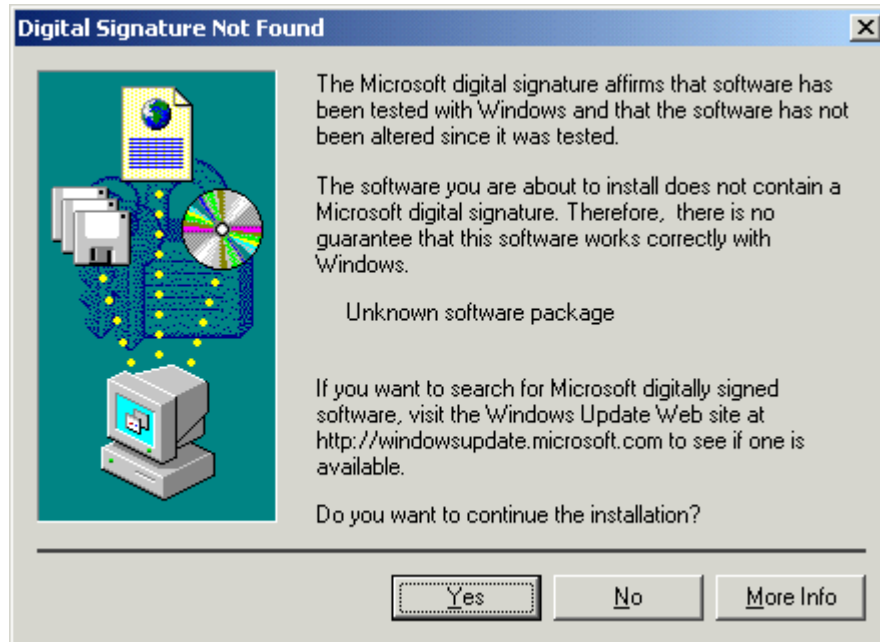 Digital Signature Not Found
The Microsoft digital signature affirms that software has
been tested with Windows and that the software has not
been altered since it was tested.
The software you are about to install does not contain a
Microsoft digital signature. Therefore,  there is no
guarantee that this software works correctly with
Windows.
Unknown software package
If you want to search for Microsoft digitally signed
software, visit the Windows Update Web site at
http://windowsupdate.microsoft.com to see if one is
available.
Do you want to continue the installation?
Yes
No
More Info